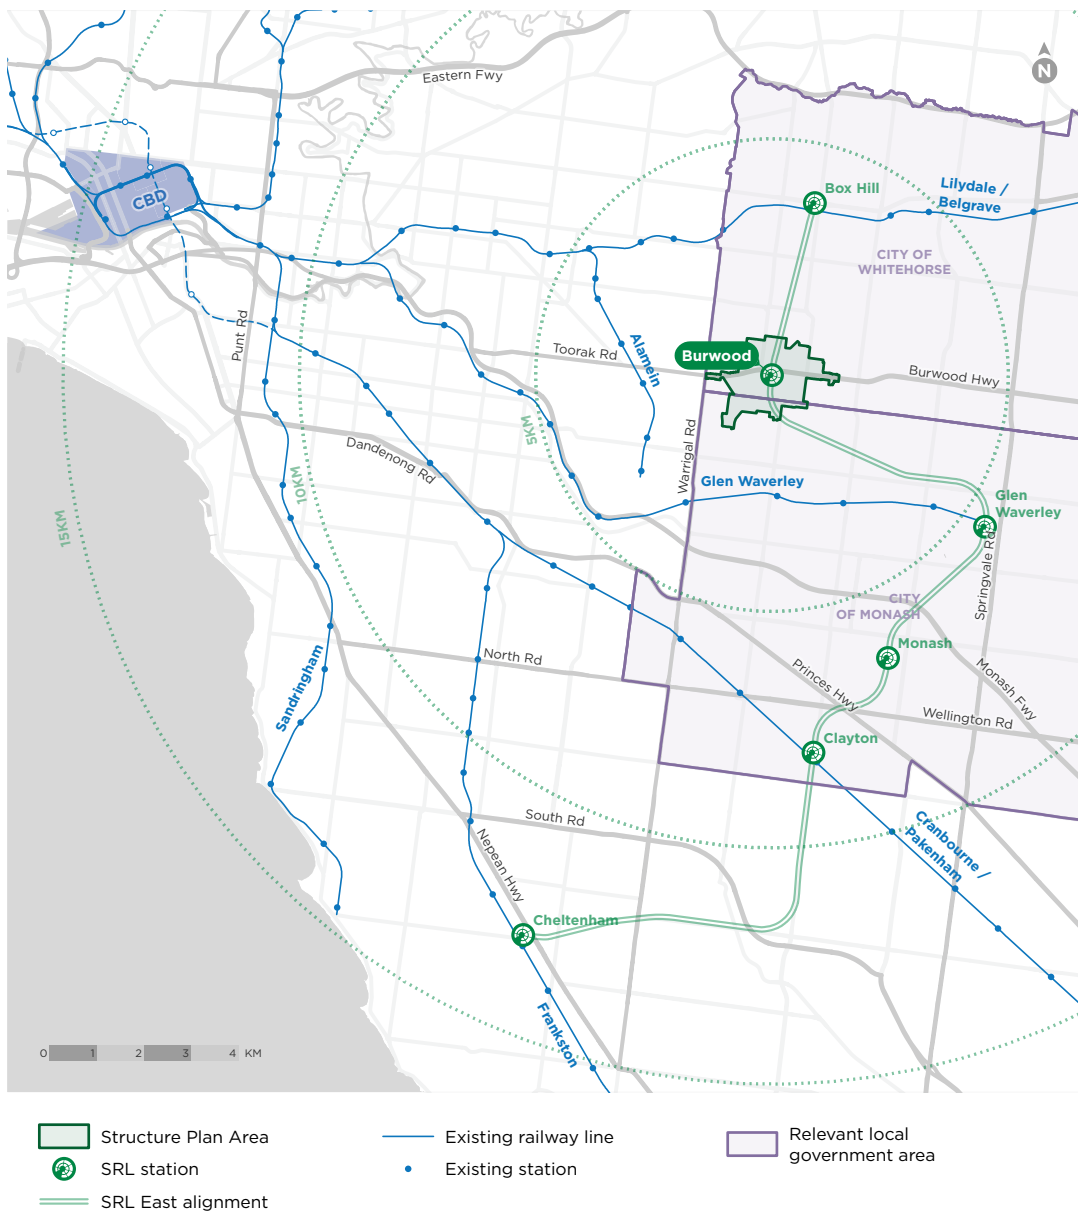 Eastern Fwy
N
Box Hill
Lilydale /
Belgrave
CBD
CITY OF
WHITEHORSE
Punt Rd
Toorak Rd
Alamein
Burwood
Burwood Hwy
5KM
Dandenong Rd
10KM
Warrigal Rd
Glen Waverley
Glen
Waverley
15KM
Springvale Rd
CITY
OF MONASH
Monash
North Rd
Sandringham
Princes Hwy
Monash Fwy
Wellington Rd
Clayton
South Rd
Nepean Hwy
Cranbourne /
Pakenham
Cheltenham
Frankston
0 1 2 3 4 KM
Structure Plan Area
SRL station
SRL East alignment
Existing railway line
Existing station
Relevant local
government area